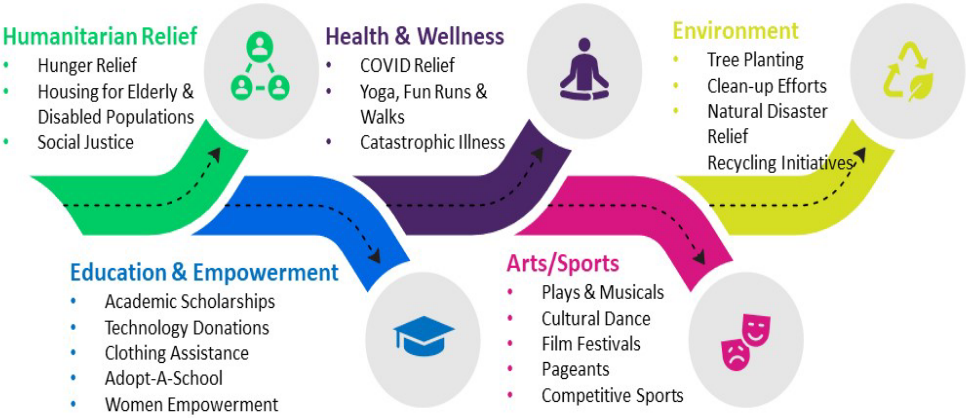 Humanitarian Relief
• Hunger Relief
• Housing for Elderly &
Disabled Populations
• Social Justice
Education & Empowerment
• Academic Scholarships
• Technology Donations
• Clothing Assistance
• Adopt-A-School
• Women Empowerment
Health & Wellness
• COVID Relief
• Yoga, Fun Runs &
Walks
• Catastrophic Illness
Arts/Sports
• Plays & Musicals
• Cultural Dance
• Film Festivals
• Pageants
• Competitive Sports
Environment
• Tree Planting
• Clean-up Efforts
• Natural Disaster
Relief
Recycling Initiatives